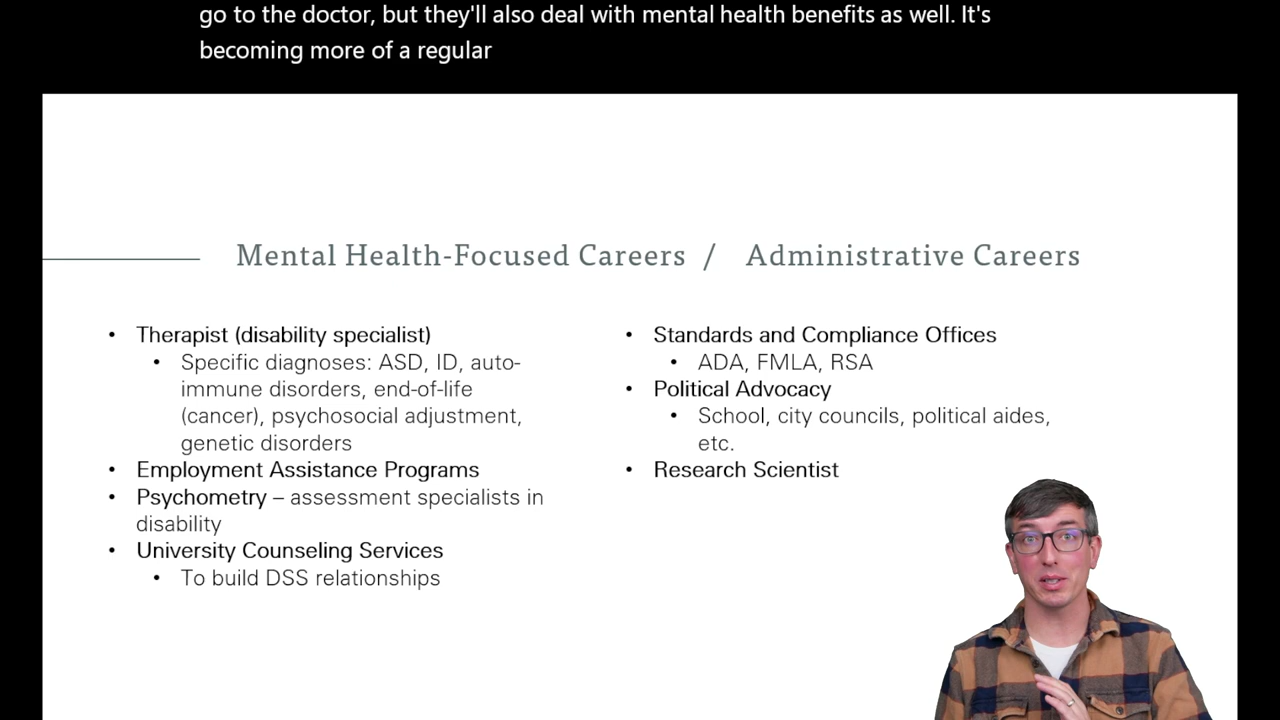 go to the doctor, but they'll also deal with mental health benefits as well. It's
becoming more of a regular
Mental Health-Focused Careers / Administrative Careers
• Therapist (disability specialist)
• Specific diagnoses: ASD, ID, auto-
immune disorders, end-of-life
(cancer), psychosocial adjustment,
genetic disorders
• Employment Assistance Programs
• Psychometry – assessment specialists in
disability
• University Counseling Services
• To build DSS relationships
• Standards and Compliance Offices
• ADA, FMLA, RSA
• Political Advocacy
• School, city councils, political aides,
etc.
• Research Scientist